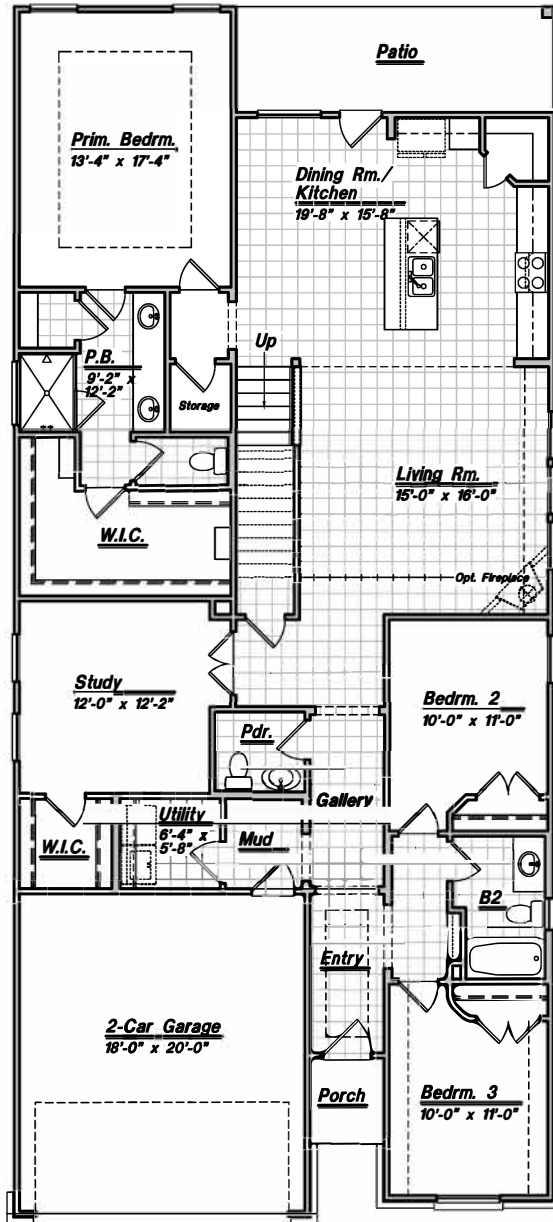 Patio
Prim. Bedrm.
13'-4" x 17'-4"
Dining Rm./
Kitchen
19'-8" x 15'-8"
Up
P.B.
9'-2" x
12'-2"
Storage
Living Rm.
15'-0" x 16'-0"
W.I.C.
Opt. Fireplace
Study
12'-0" x 12'-2"
Bedrm. 2
10'-0" x 11'-0"
Pdr.
Gallery
Utility
6'-4" x
5'-8"
Mud
W.I.C.
B2
Entry
2-Car Garage
18'-0" x 20'-0"
Porch
Bedrm. 3
10'-0" x 11'-0"